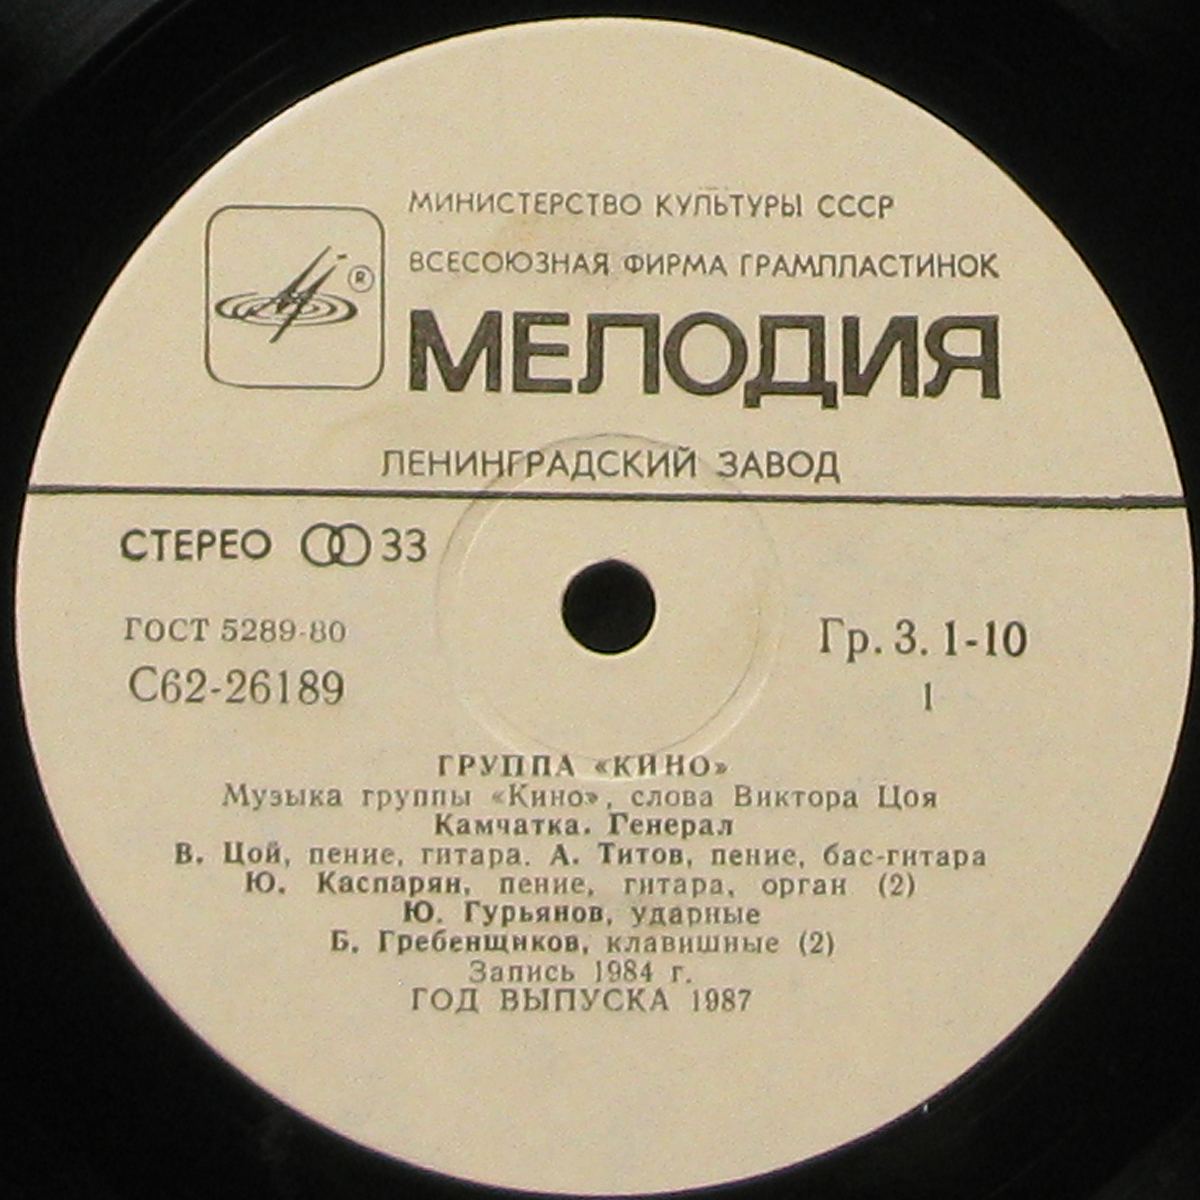 МИНИСТЕРСТВО КУЛЬТУРЫ СССР
ВСЕСОЮЗНАЯ ФИРМА ГРАМПЛАСТИНОК
®
МЕЛОДИЯ
ЛЕНИНГРАДСКИЙ ЗАВОД
СТЕРЕО 33
ГОСТ 5289-80
Гр. 3. 1-10
С62-26189
1
ГРУППА «КИНО»
Музыка группы «Кино», слова Виктора Цоя
Камчатка. Генерал
В. Цой, пение, гитара. А. Титов, пение, бас-гитара
Ю. Каспарян, пение, гитара, орган (2)
Ю. Гурьянов, ударные
Б. Гребенщиков, клавишные (2)
Запись 1984 г.
ГОД ВЫПУСКА 1987